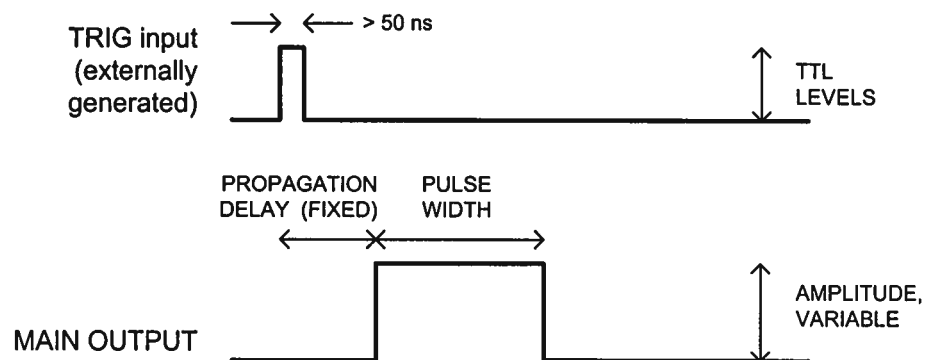 > 50 ns
TRIG input
(externally
generated)
TTL
LEVELS
PROPAGATION
DELAY (FIXED)
PULSE
WIDTH
AMPLITUDE,
VARIABLE
MAIN OUTPUT